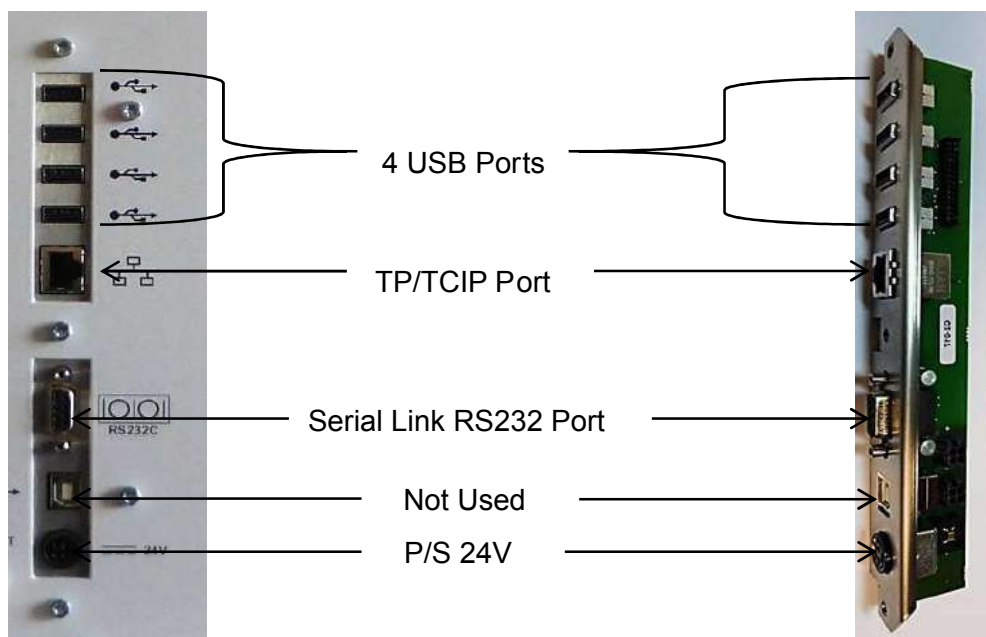 4 USB Ports
TP/TCIP Port
Serial Link RS232 Port
RS232C
Not Used
P/S 24V
24V